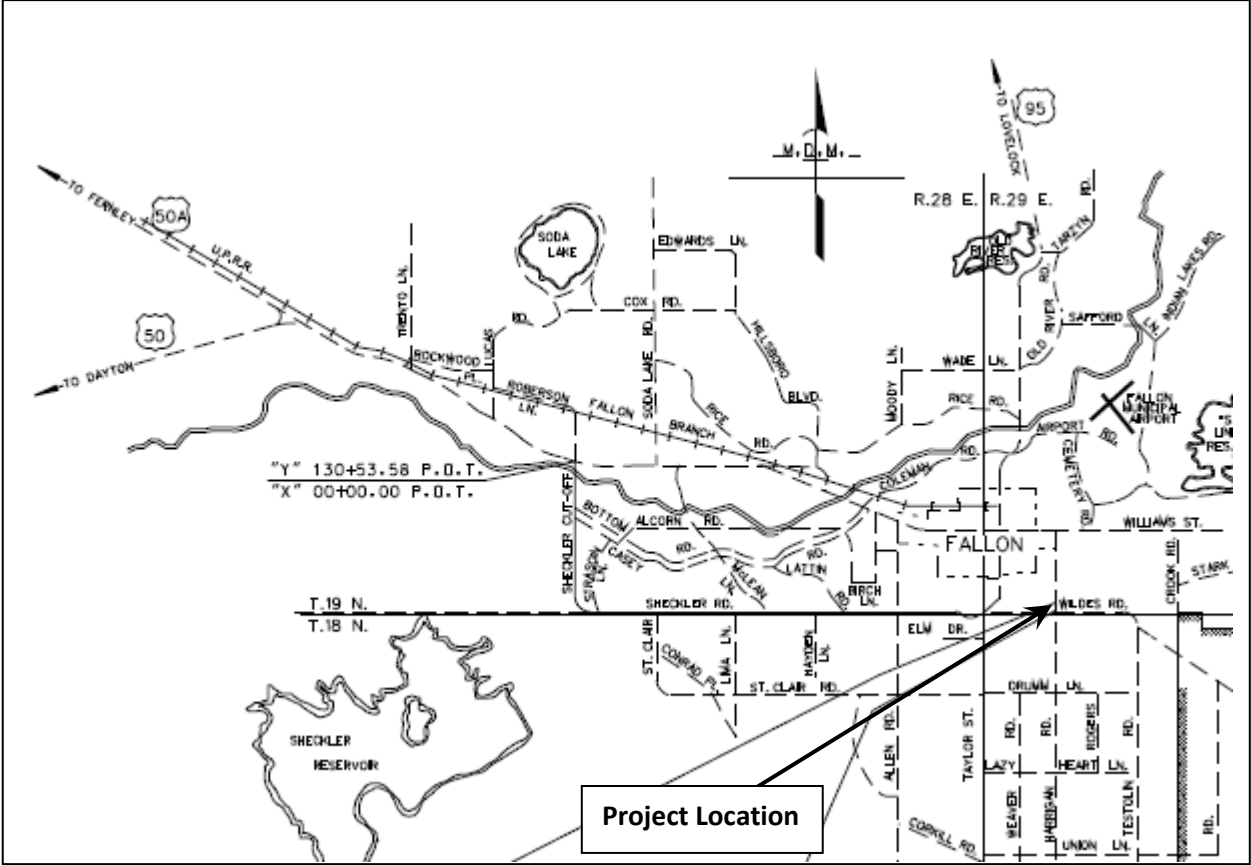 TO LOVELOCK
95
M.D.M.
R.28 E. R.29 E.
TO FERNLEY
50A
U.P.R.R.
50
TO DAYTON
TRENTO LN.
SODA
LAKE
EDWARDS LN.
COX RD.
LUCAS RD.
SODA LAKE RD.
HILLSBORO
BLVD.
MOODY LN.
WADE LN.
OLD RIVER RD.
TARZYN RD.
SAFFORD LN.
INDIAN LAKES RD.
RES.
ROCKWOOD
PL.
ROBERSON
LN.
FALLON
BRANCH
RICE RD.
RICE RD.
AIRPORT RD.
FALLON
MUNICIPAL
AIRPORT
RES.
COLEMAN RD.
CEMETERY RD.
"Y" 130+53.58 P.O.T.
"X" 00+00.00 P.O.T.
SHECKLER CUT-OFF
BOTTOM RD.
CASEY
ALCORN RD.
McLEAN LN.
LATTIN RD.
BIRCH
LN.
FALLON
WILLIAMS ST.
CROOK RD.
STARK
T.19 N.
T.18 N.
SHECKLER RD.
WILDES RD.
ELM DR.
ST. CLAIR
CONRAD PL.
LIMA LN.
HAYDEN LN.
ST. CLAIR RD.
ALLEN RD.
TAYLOR ST.
DRUMM LN.
WEAVER RD.
HARRIGAN RD.
ROGERS
TESTOLIN RD.
LAZY HEART LN.
SHECKLER
RESERVOIR
CORKILL RD.
UNION LN.
RD.
Project Location